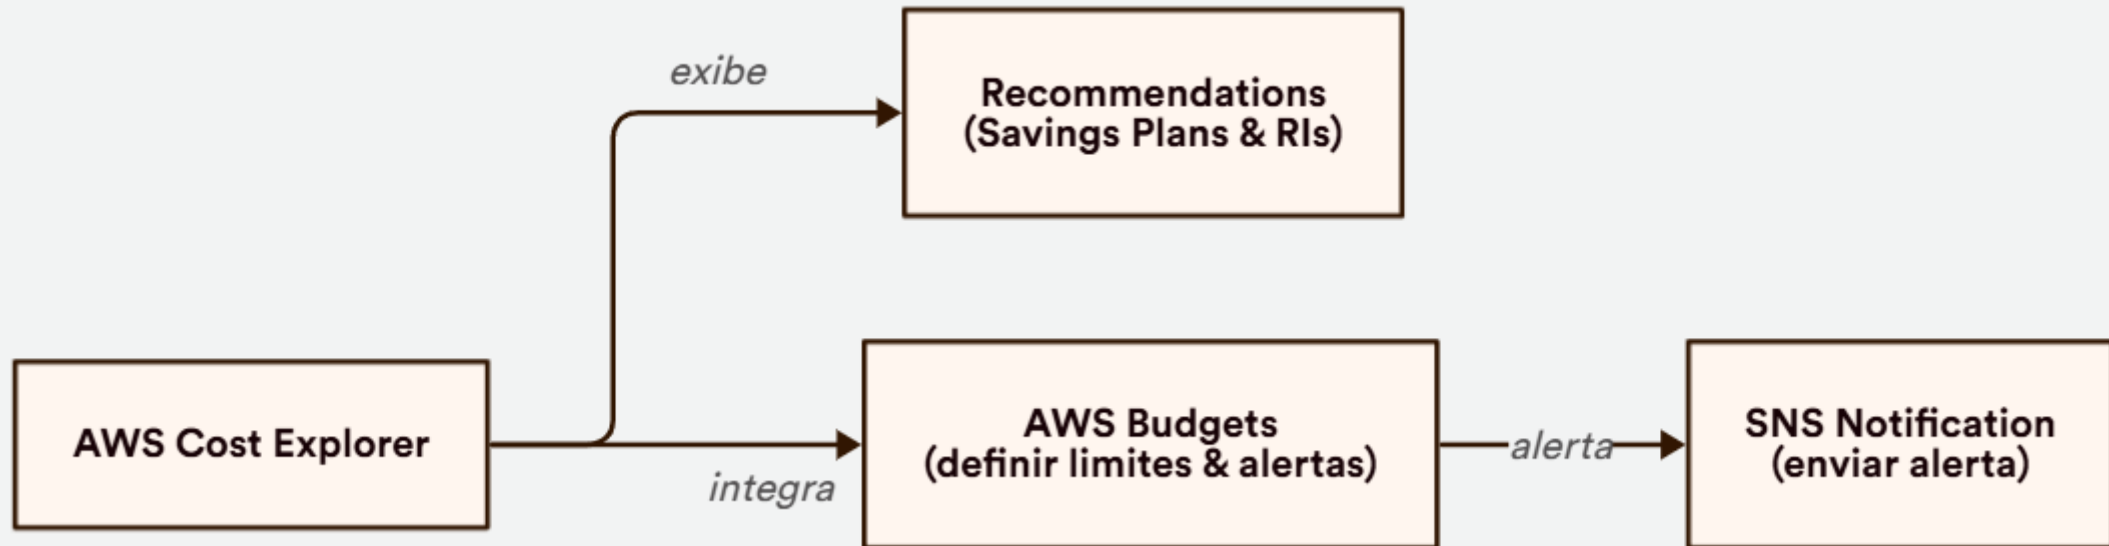 exibe
Recommendations
(Savings Plans & RIs)
AWS Cost Explorer
integra
AWS Budgets
(definir limites & alertas)
alerta
SNS Notification
(enviar alerta)